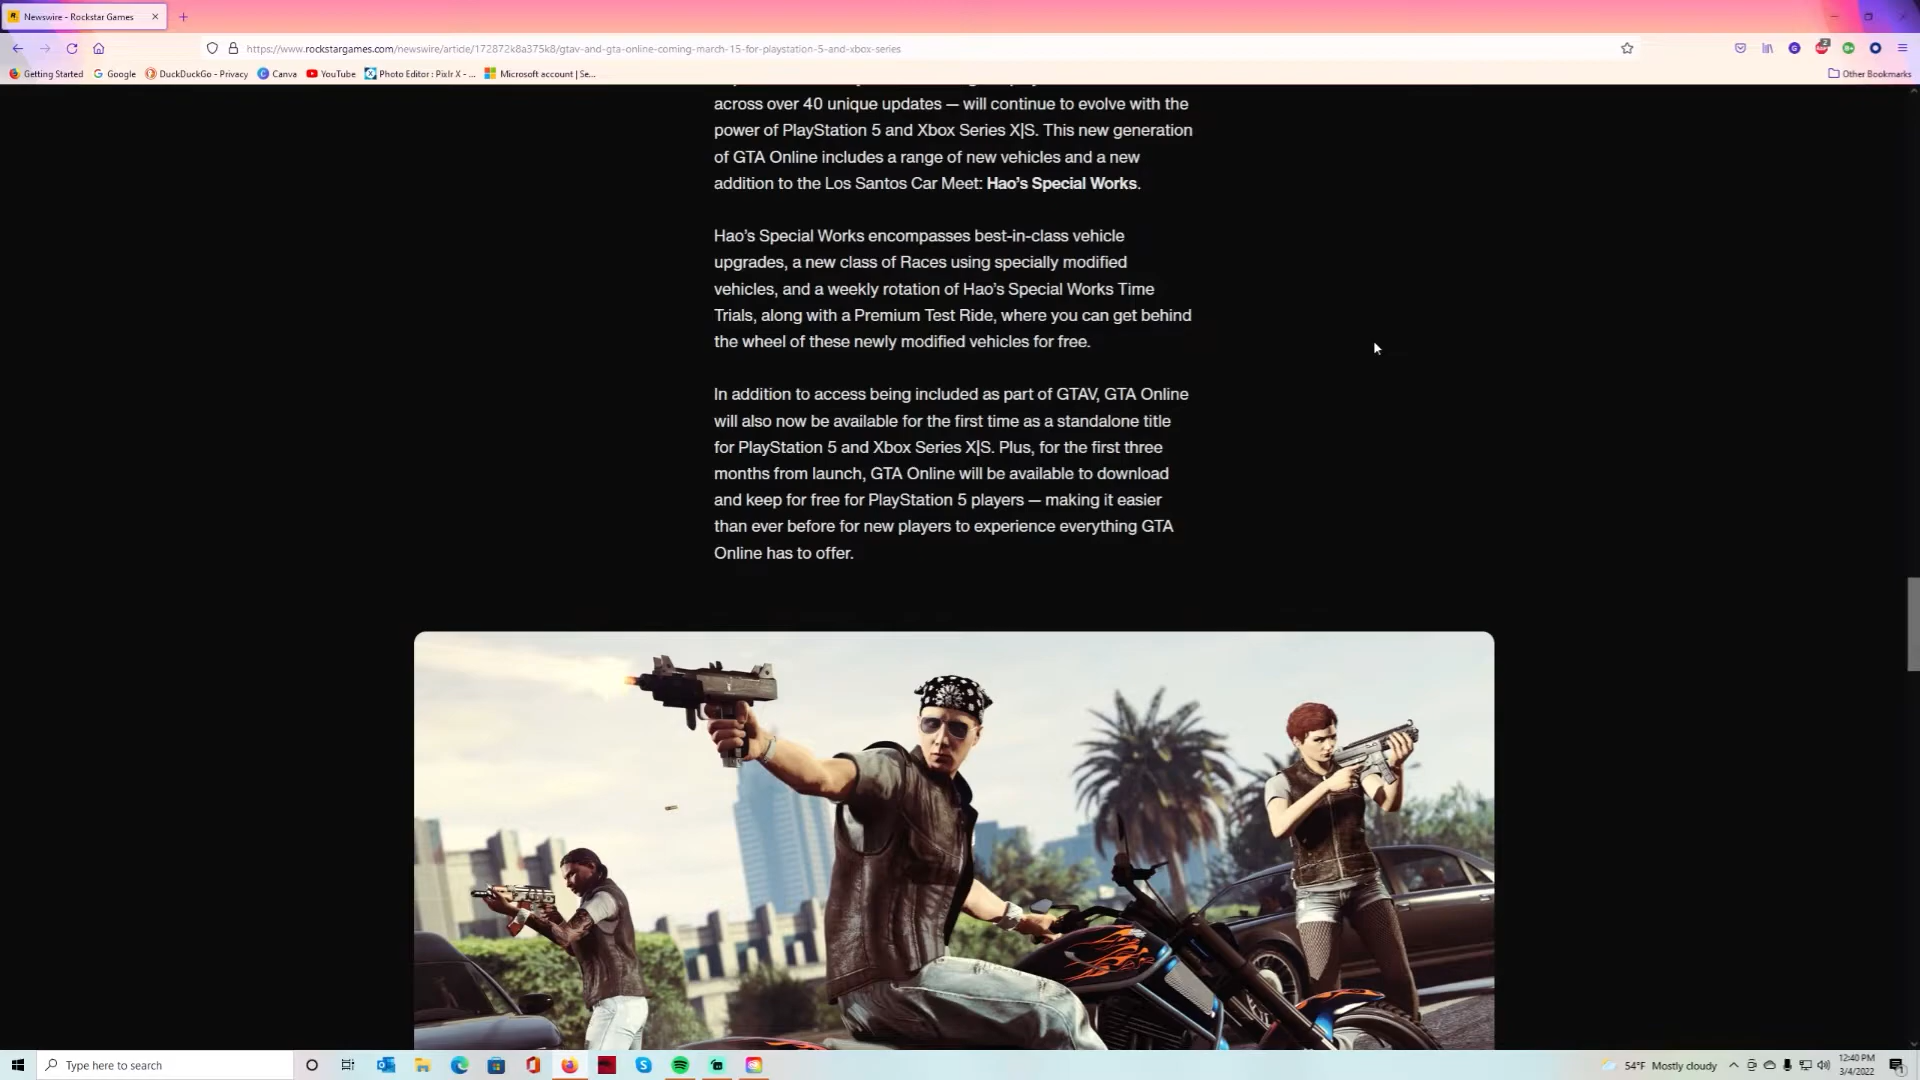 Newswire - Rockstar Games
https://www.rockstargames.com/newswire/article/172872k8a375k8/gtav-and-gta-online-coming-march-15-for-playstation-5-and-xbox-series
Getting Started
Google
DuckDuckGo - Privacy
Canva
YouTube
Photo Editor : Pixlr X - ...
Microsoft account | Se...
Other Bookmarks
across over 40 unique updates — will continue to evolve with the
power of PlayStation 5 and Xbox Series X|S. This new generation
of GTA Online includes a range of new vehicles and a new
addition to the Los Santos Car Meet: Hao’s Special Works.
Hao’s Special Works encompasses best-in-class vehicle
upgrades, a new class of Races using specially modified
vehicles, and a weekly rotation of Hao’s Special Works Time
Trials, along with a Premium Test Ride, where you can get behind
the wheel of these newly modified vehicles for free.
In addition to access being included as part of GTAV, GTA Online
will also now be available for the first time as a standalone title
for PlayStation 5 and Xbox Series X|S. Plus, for the first three
months from launch, GTA Online will be available to download
and keep for free for PlayStation 5 players — making it easier
than ever before for new players to experience everything GTA
Online has to offer.
Type here to search
54°F Mostly cloudy
12:40 PM
3/4/2022